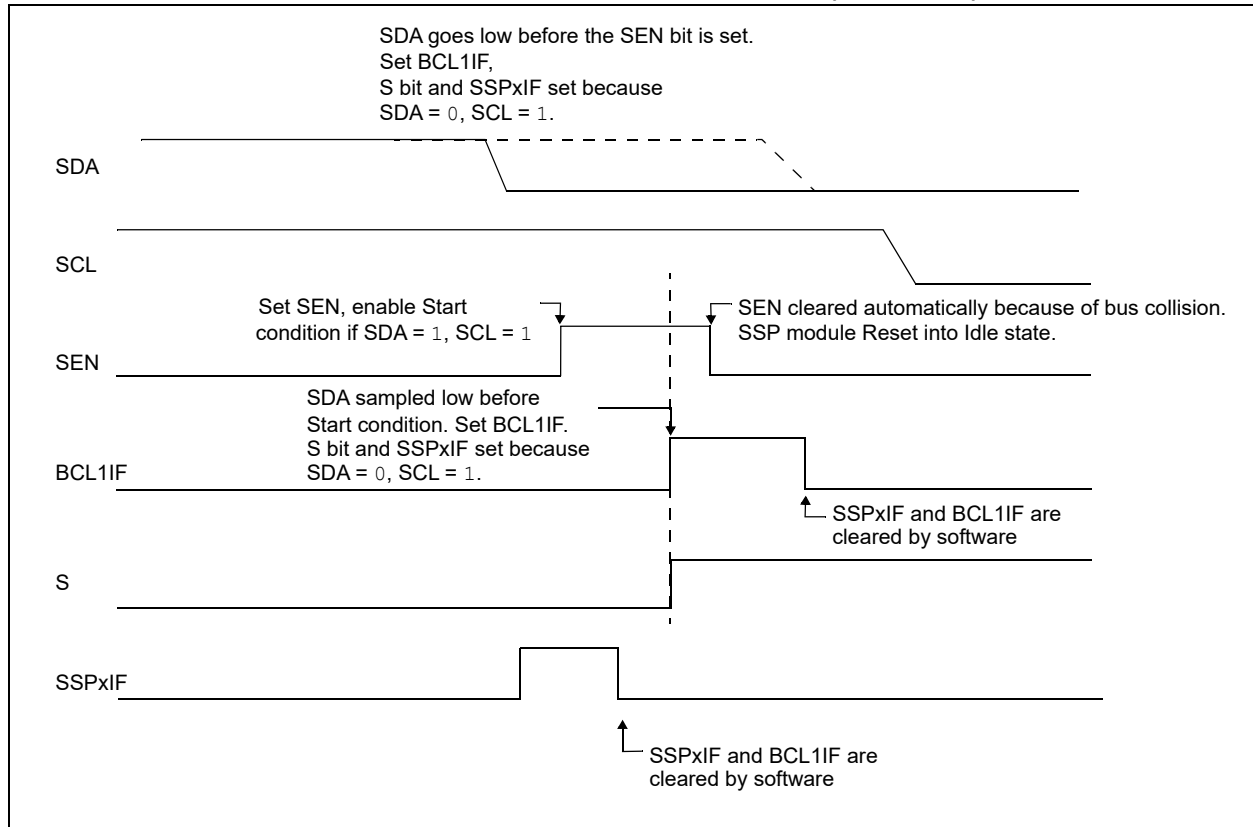 SDA goes low before the SEN bit is set.
Set BCL1IF,
S bit and SSPxIF set because
SDA = 0, SCL = 1.
SDA
SCL
Set SEN, enable Start
condition if SDA = 1, SCL = 1
SEN cleared automatically because of bus collision.
SSP module Reset into Idle state.
SEN
SDA sampled low before
Start condition. Set BCL1IF.
S bit and SSPxIF set because
SDA = 0, SCL = 1.
BCL1IF
SSPxIF and BCL1IF are
cleared by software
S
SSPxIF
SSPxIF and BCL1IF are
cleared by software